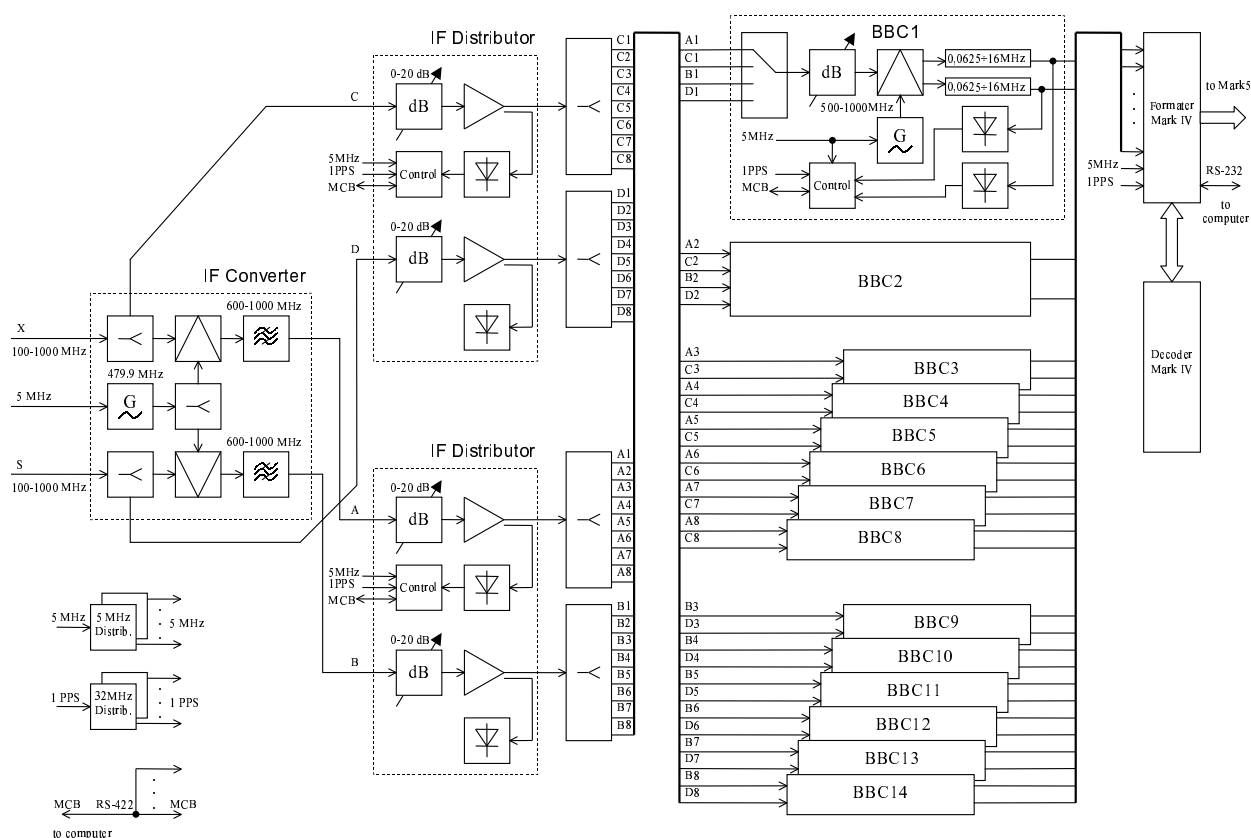 IF Distributor
0-20 dB
C
dB
5MHz
1PPS
MCB
Control
C1
C2
C3
C4
C5
C6
C7
C8
0-20 dB
D
dB
D1
D2
D3
D4
D5
D6
D7
D8
IF Converter
600-1000 MHz
X
100-1000 MHz
479.9 MHz
G
5 MHz
600-1000 MHz
S
100-1000 MHz
IF Distributor
0-20 dB
A
dB
5MHz
1PPS
MCB
Control
A1
A2
A3
A4
A5
A6
A7
A8
0-20 dB
B
dB
B1
B2
B3
B4
B5
B6
B7
B8
5 MHz
5 MHz
Distrib.
5 MHz
1 PPS
32MHz
Distrib.
1 PPS
MCB
RS-422
MCB
to computer
BBC1
A1
C1
B1
D1
dB
500-1000MHz
0,0625÷16MHz
0,0625÷16MHz
5MHz
G
1PPS
MCB
Control
A2
C2
B2
D2
BBC2
A3
C3
BBC3
A4
C4
BBC4
A5
C5
BBC5
A6
C6
BBC6
A7
C7
BBC7
A8
C8
BBC8
B3
D3
BBC9
B4
D4
BBC10
B5
D5
BBC11
B6
D6
BBC12
B7
D7
BBC13
B8
D8
BBC14
Formater
Mark IV
to Mark5
5MHz
1PPS
RS-232
to
computer
Decoder
Mark IV